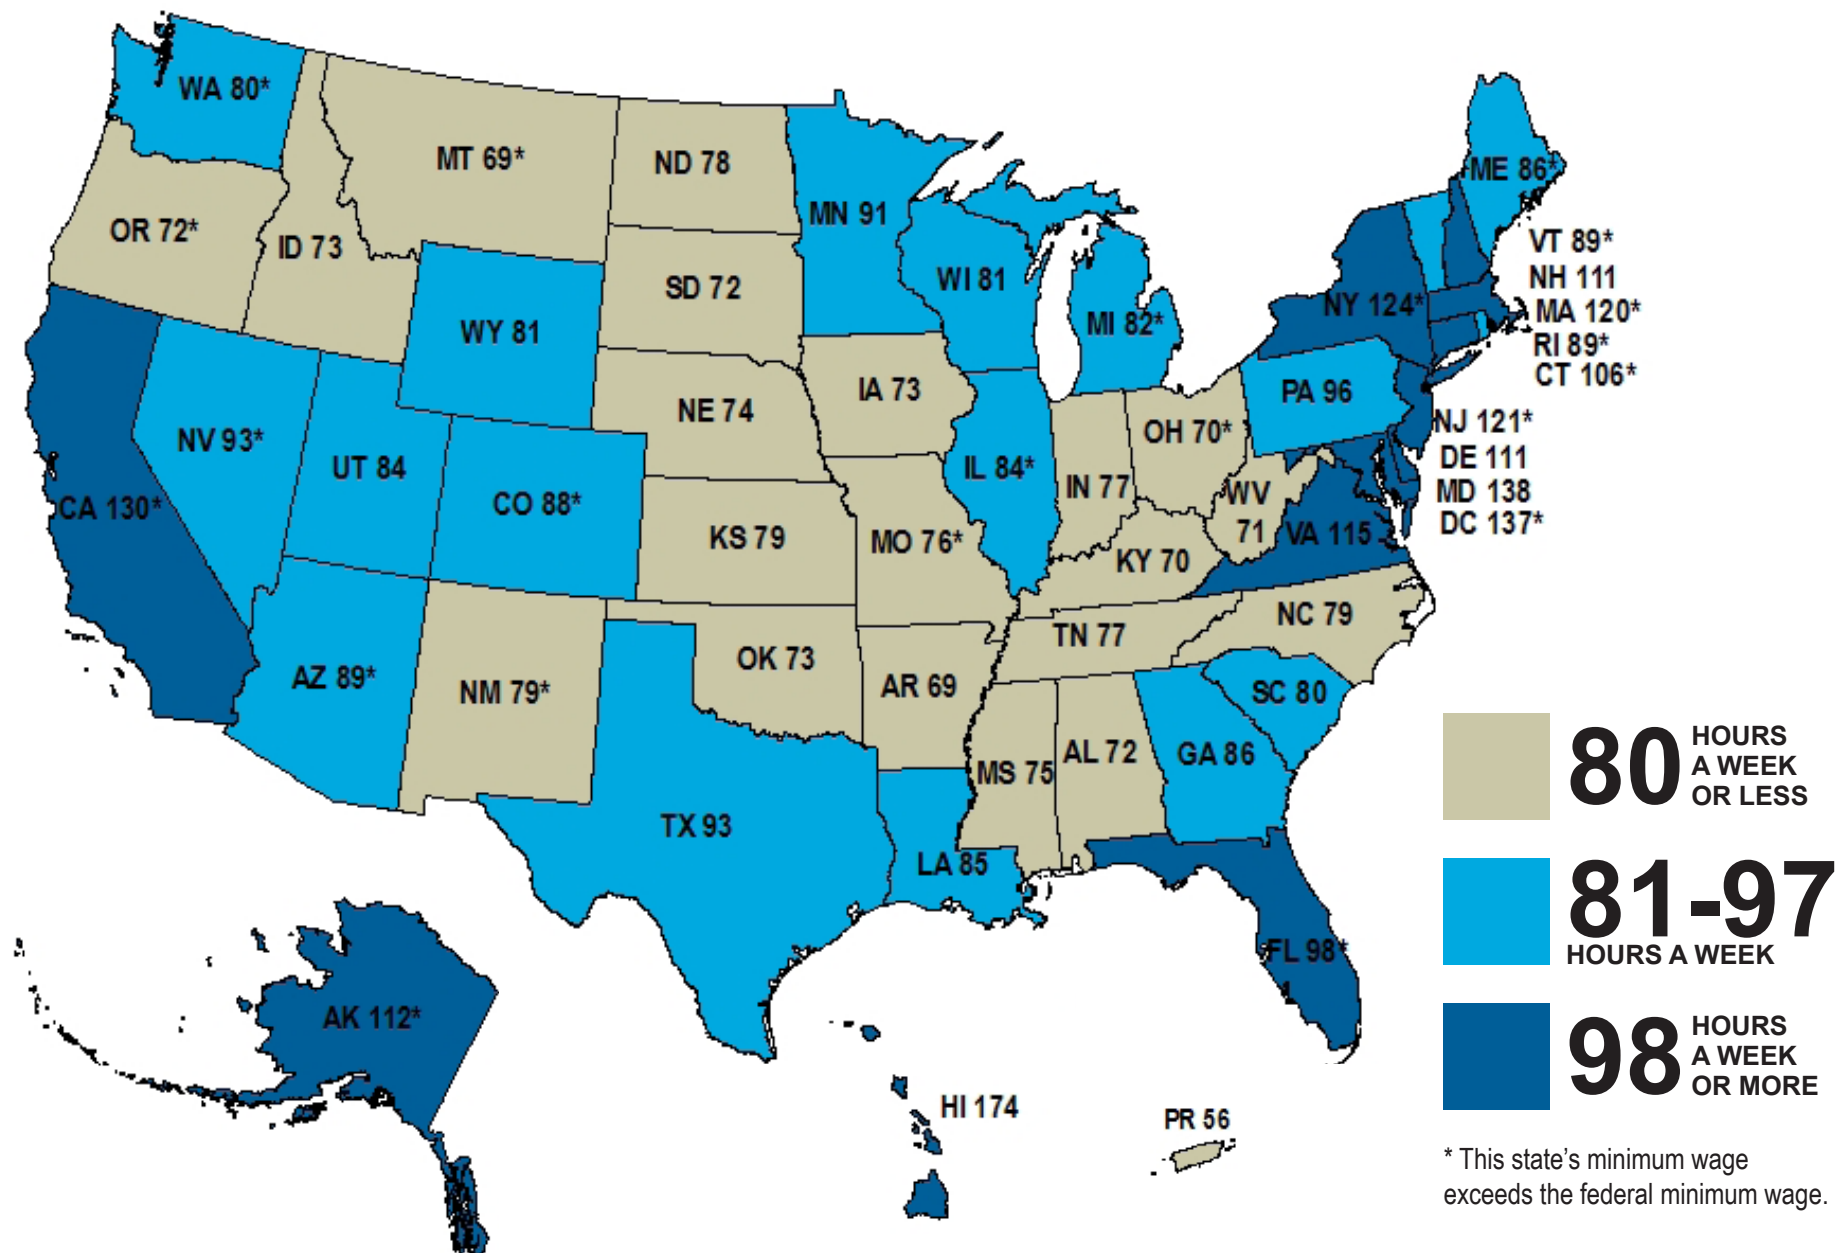 WA 80*
MT 69*
ND 78
MN 91
ME 86*
OR 72*
ID 73
VT 89*
SD 72
WI 81
NH 111
NY 124*
MA 120*
WY 81
MI 82*
RI 89*
CT 106*
NE 74
IA 73
PA 96
NV 93*
UT 84
OH 70*
NJ 121*
DE 111
CO 88*
IL 84*
IN 77
WV
71
MD 138
DC 137*
CA 130*
KS 79
MO 76*
VA 115
KY 70
NC 79
TN 77
AZ 89*
NM 79*
OK 73
AR 69
SC 80
MS 75
AL 72
GA 86
TX 93
LA 85
FL 98*
AK 112*
HI 174
PR 56
80 HOURS
A WEEK
OR LESS
81-97
HOURS A WEEK
98 HOURS
A WEEK
OR MORE
* This state's minimum wage
exceeds the federal minimum wage.